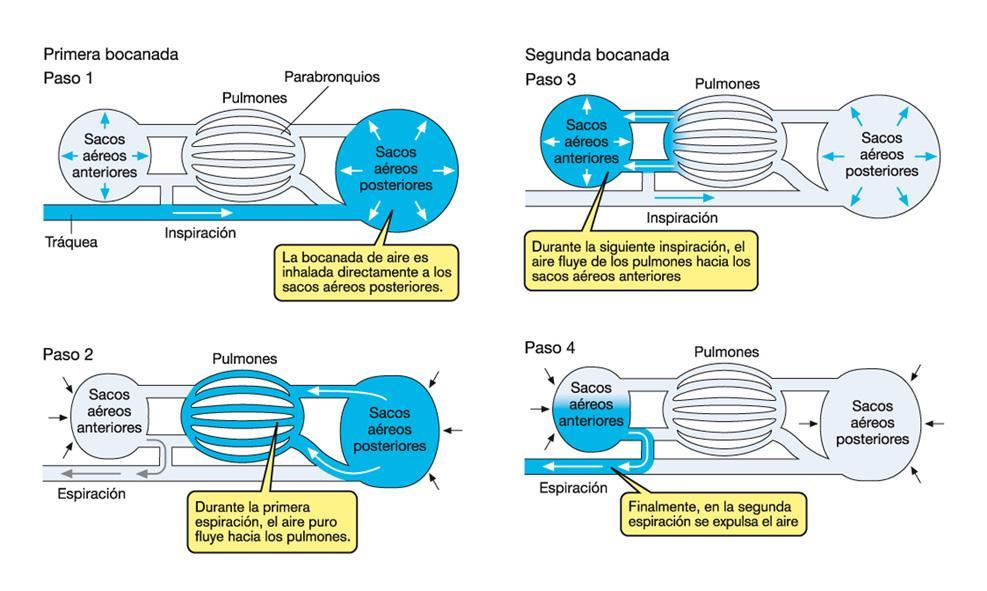 Primera bocanada
Paso 1
Parabronquios
Pulmones
Sacos
aéreos
anteriores
Sacos
aéreos
posteriores
Tráquea
Inspiración
La bocanada de aire es
inhalada directamente a los
sacos aéreos posteriores.
Segunda bocanada
Paso 3
Pulmones
Sacos
aéreos
anteriores
Sacos
aéreos
posteriores
Inspiración
Durante la siguiente inspiración, el
aire fluye de los pulmones hacia los
sacos aéreos anteriores
Paso 2
Pulmones
Sacos
aéreos
anteriores
Sacos
aéreos
posteriores
Espiración
Durante la primera
espiración, el aire puro
fluye hacia los pulmones.
Paso 4
Pulmones
Sacos
aéreos
anteriores
Sacos
aéreos
posteriores
Espiración
Finalmente, en la segunda
espiración se expulsa el aire